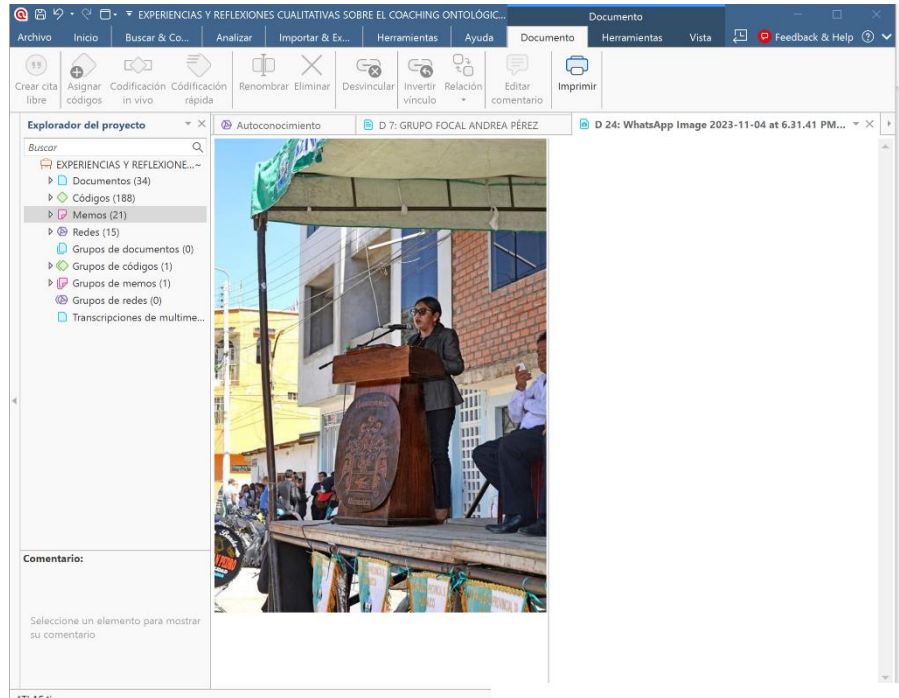 EXPERIENCIAS Y REFLEXIONES CUALITATIVAS SOBRE EL COACHING ONTOLÓGIC...
Documento
Archivo Inicio Buscar & Co... Analizar Importar & Ex... Herramientas Ayuda Documento Herramientas Vista Feedback & Help
Crear cita libre
Asignar códigos
Codificación in vivo
Codificación rápida
Renombrar
Eliminar
Desvincular
Invertir vínculo
Relación
Editar comentario
Imprimir
Explorador del proyecto
Autoconocimiento
D 7: GRUPO FOCAL ANDREA PÉREZ
D 24: WhatsApp Image 2023-11-04 at 6.31.41 PM...
Buscar
EXPERIENCIAS Y REFLEXIONE...~
Documentos (34)
Códigos (188)
Memos (21)
Redes (15)
Grupos de documentos (0)
Grupos de códigos (1)
Grupos de memos (1)
Grupos de redes (0)
Transcripciones de multime...
Comentario:
Seleccione un elemento para mostrar
su comentario